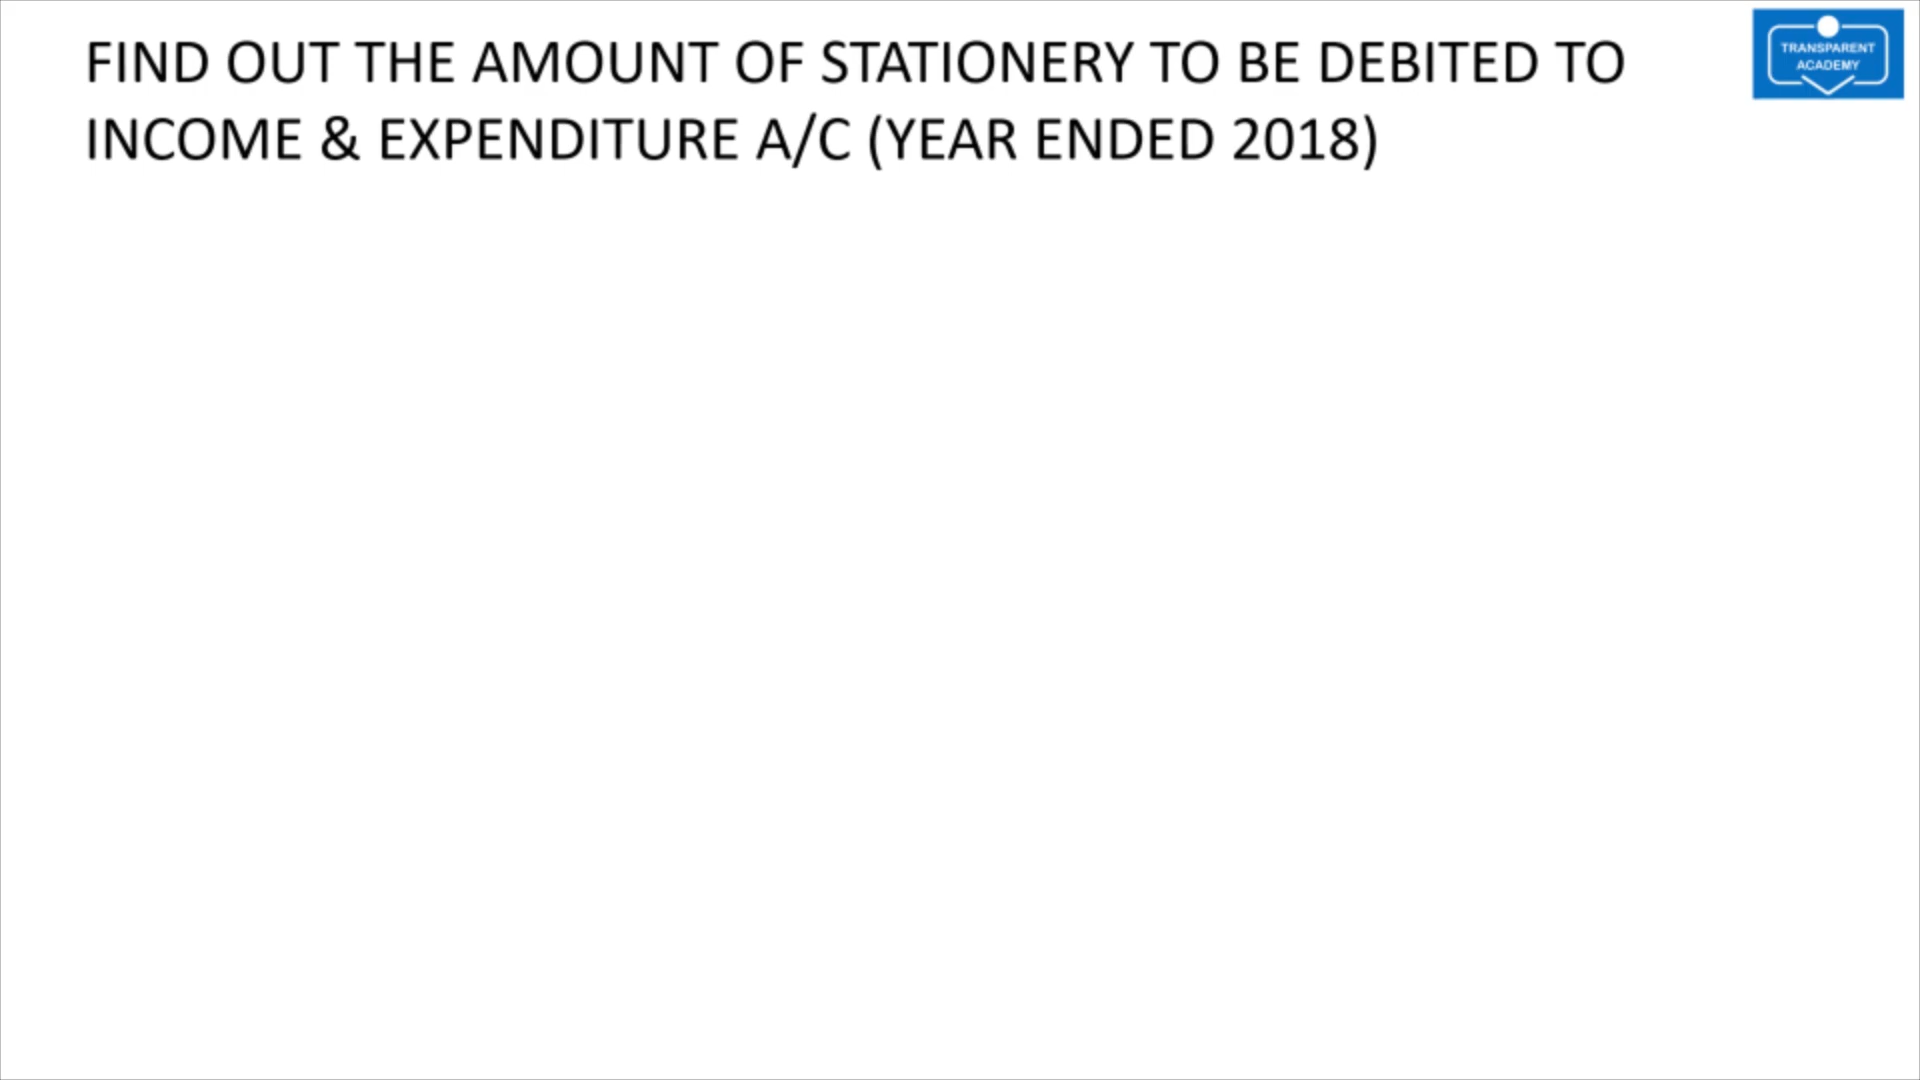 FIND OUT THE AMOUNT OF STATIONERY TO BE DEBITED TO
INCOME & EXPENDITURE A/C (YEAR ENDED 2018)
TRANSPARENT
ACADEMY